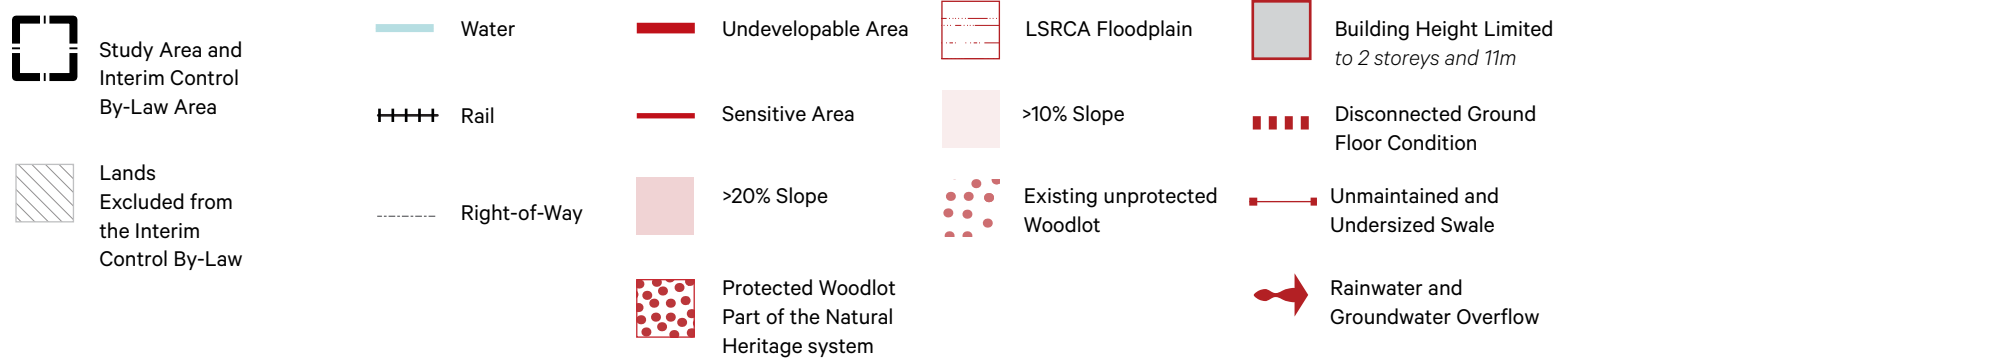 Study Area and
Interim Control
By-Law Area
Lands
Excluded from
the Interim
Control By-Law
Water
Rail
Right-of-Way
Undevelopable Area
Sensitive Area
>20% Slope
Protected Woodlot
Part of the Natural
Heritage system
LSRCA Floodplain
>10% Slope
Existing unprotected
Woodlot
Building Height Limited
to 2 storeys and 11m
Disconnected Ground
Floor Condition
Unmaintained and
Undersized Swale
Rainwater and
Groundwater Overflow